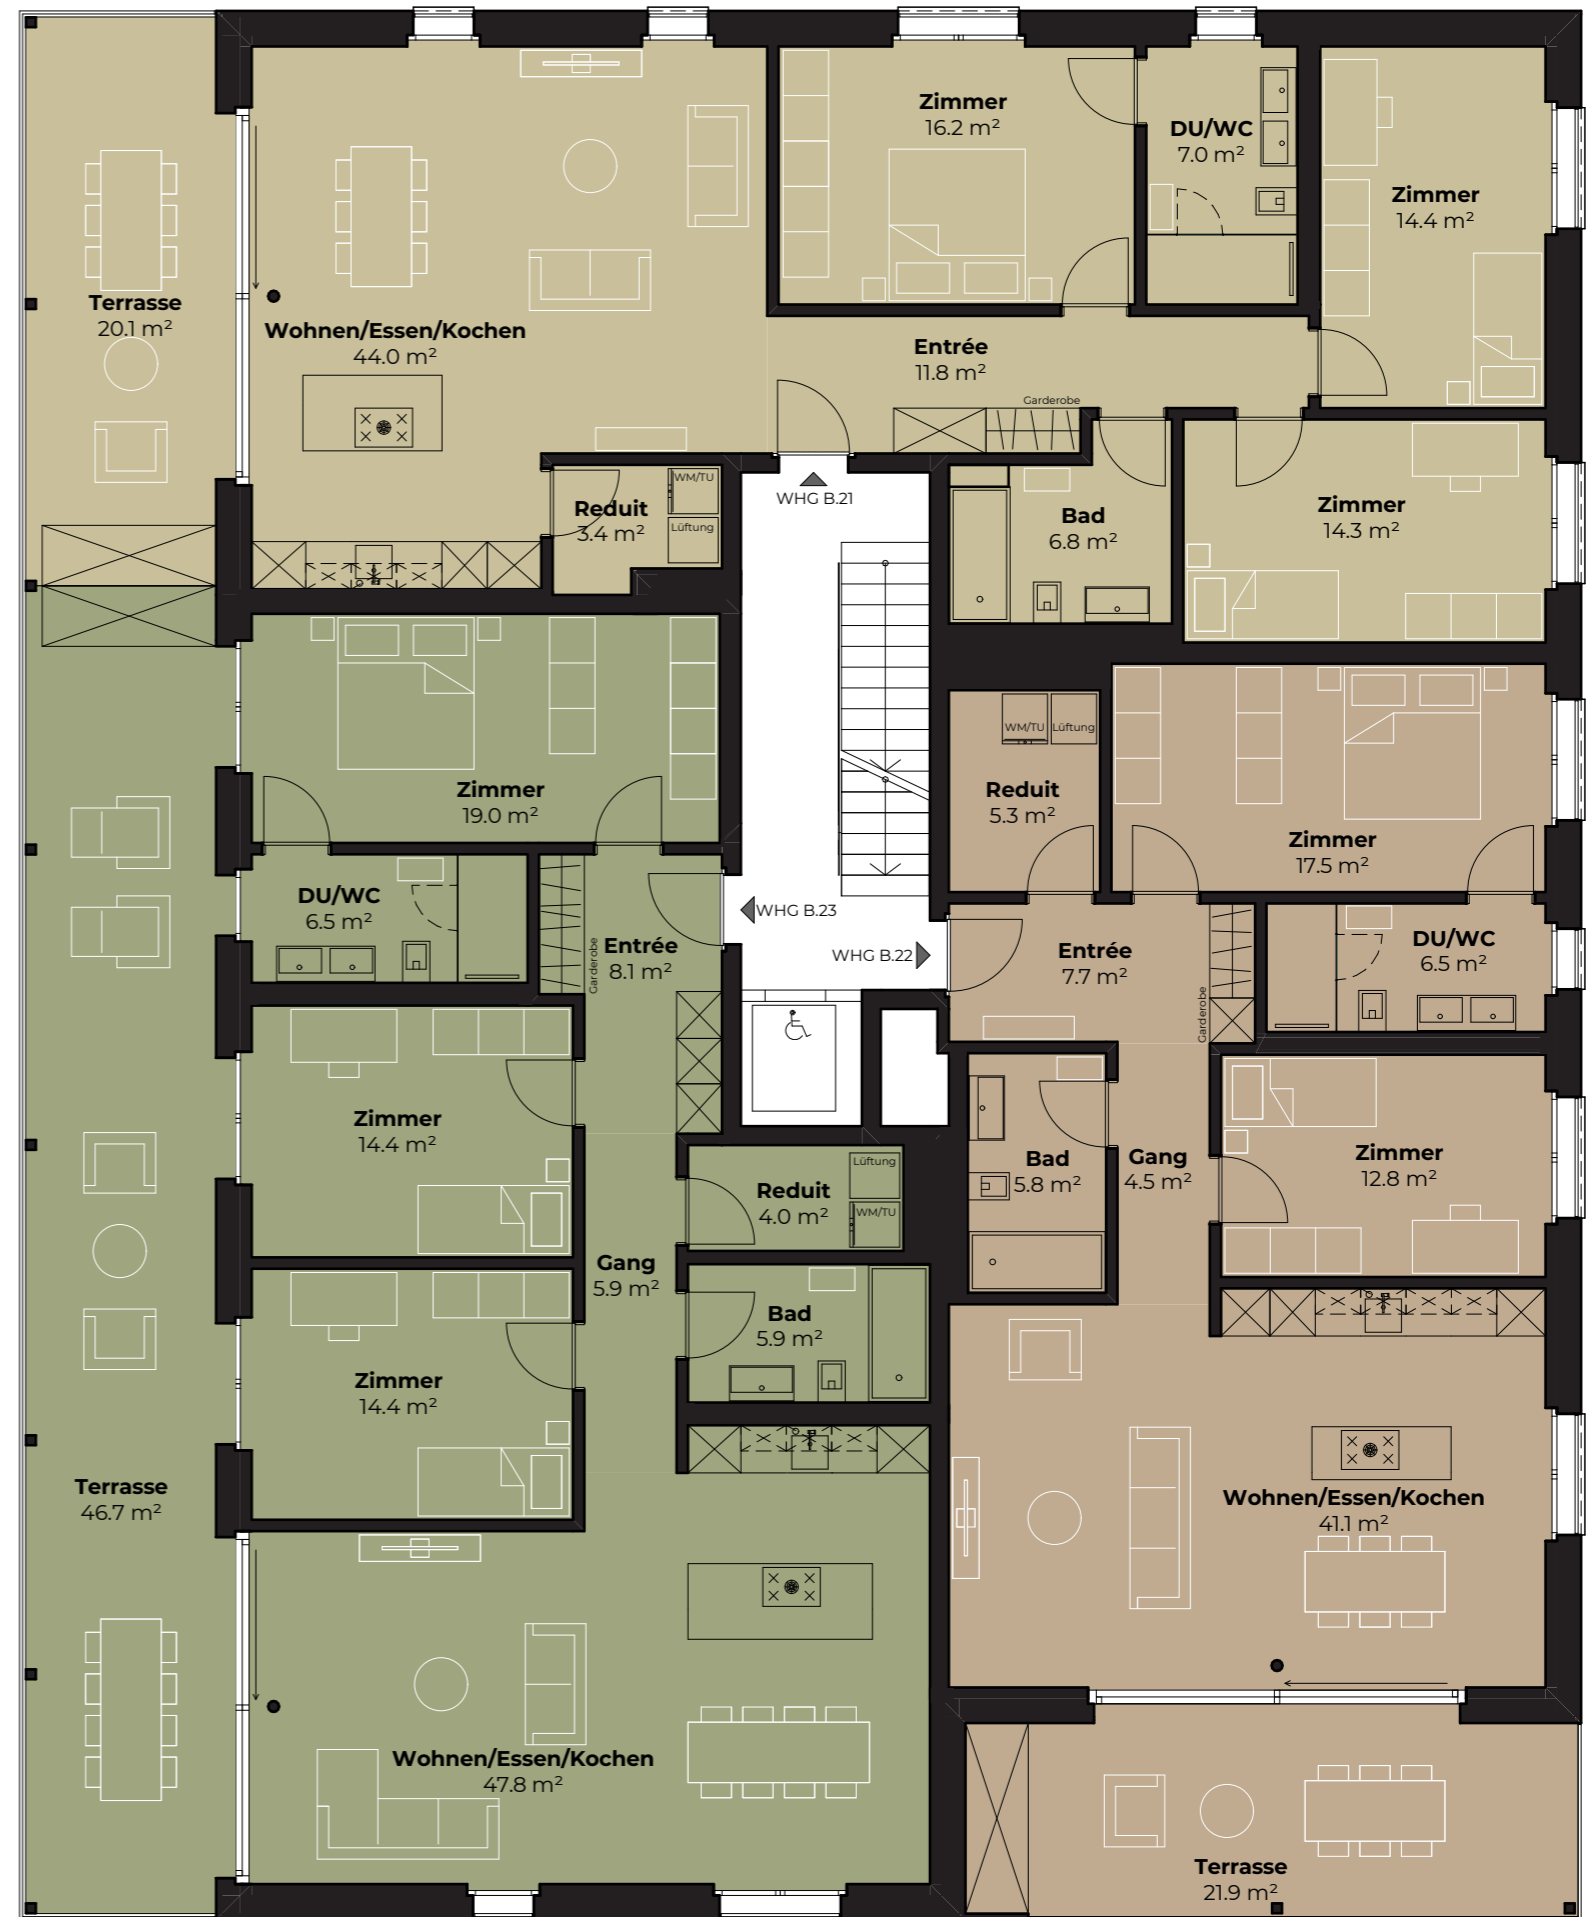 Zimmer
16.2 m²
DU/WC
7.0 m²
Zimmer
14.4 m²
Terrasse
20.1 m²
Wohnen/Essen/Kochen
44.0 m²
Entrée
11.8 m²
Garderobe
WM/TU
Lüftung
Reduit
3.4 m²
WHG B.21
Bad
6.8 m²
Zimmer
14.3 m²
Zimmer
19.0 m²
WM/TU
Lüftung
Reduit
5.3 m²
Zimmer
17.5 m²
DU/WC
6.5 m²
Garderobe
Entrée
8.1 m²
WHG B.23
WHG B.22
Entrée
7.7 m²
Garderobe
DU/WC
6.5 m²
Zimmer
14.4 m²
Reduit
4.0 m²
Lüftung
WM/TU
Bad
5.8 m²
Gang
4.5 m²
Zimmer
12.8 m²
Gang
5.9 m²
Bad
5.9 m²
Zimmer
14.4 m²
Terrasse
46.7 m²
Wohnen/Essen/Kochen
41.1 m²
Wohnen/Essen/Kochen
47.8 m²
Terrasse
21.9 m²